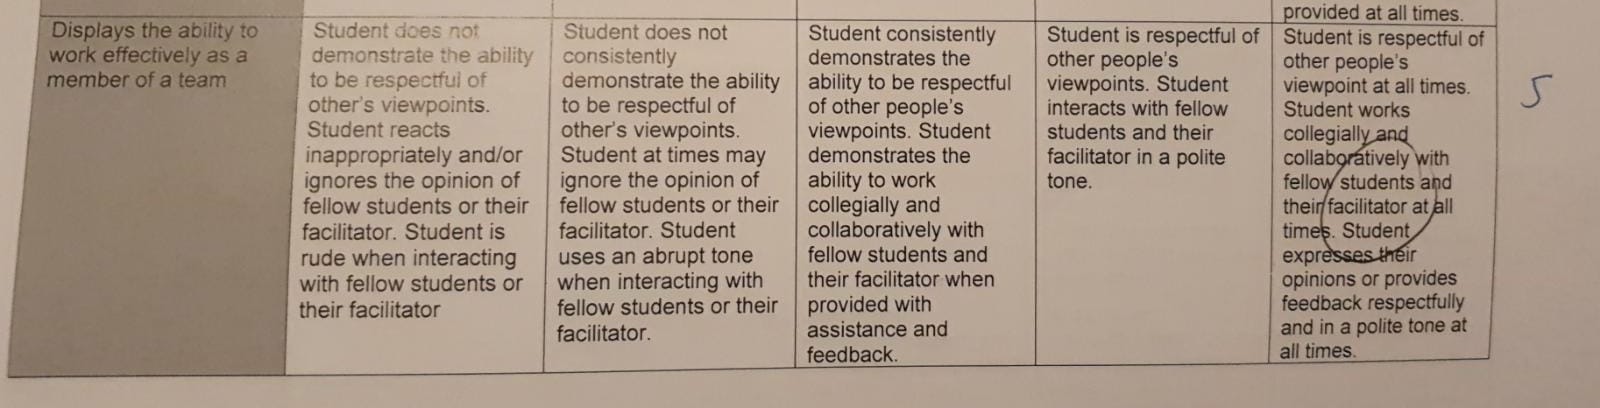 provided at all times.
Displays the ability to
work effectively as a
member of a team
Student does not
demonstrate the ability
to be respectful of
other's viewpoints.
Student reacts
inappropriately and/or
ignores the opinion of
fellow students or their
facilitator. Student is
rude when interacting
with fellow students or
their facilitator
Student does not
consistently
demonstrate the ability
to be respectful of
other's viewpoints.
Student at times may
ignore the opinion of
fellow students or their
facilitator. Student
uses an abrupt tone
when interacting with
fellow students or their
facilitator.
Student consistently
demonstrates the
ability to be respectful
of other people's
viewpoints. Student
demonstrates the
ability to work
collegially and
collaboratively with
fellow students and
their facilitator when
provided with
assistance and
feedback.
Student is respectful of
other people's
viewpoints. Student
interacts with fellow
students and their
facilitator in a polite
tone.
Student is respectful of
other people's
viewpoint at all times.
Student works
collegially and
collaboratively with
fellow students and
their facilitator at all
times. Student
expresses their
opinions or provides
feedback respectfully
and in a polite tone at
all times.
5